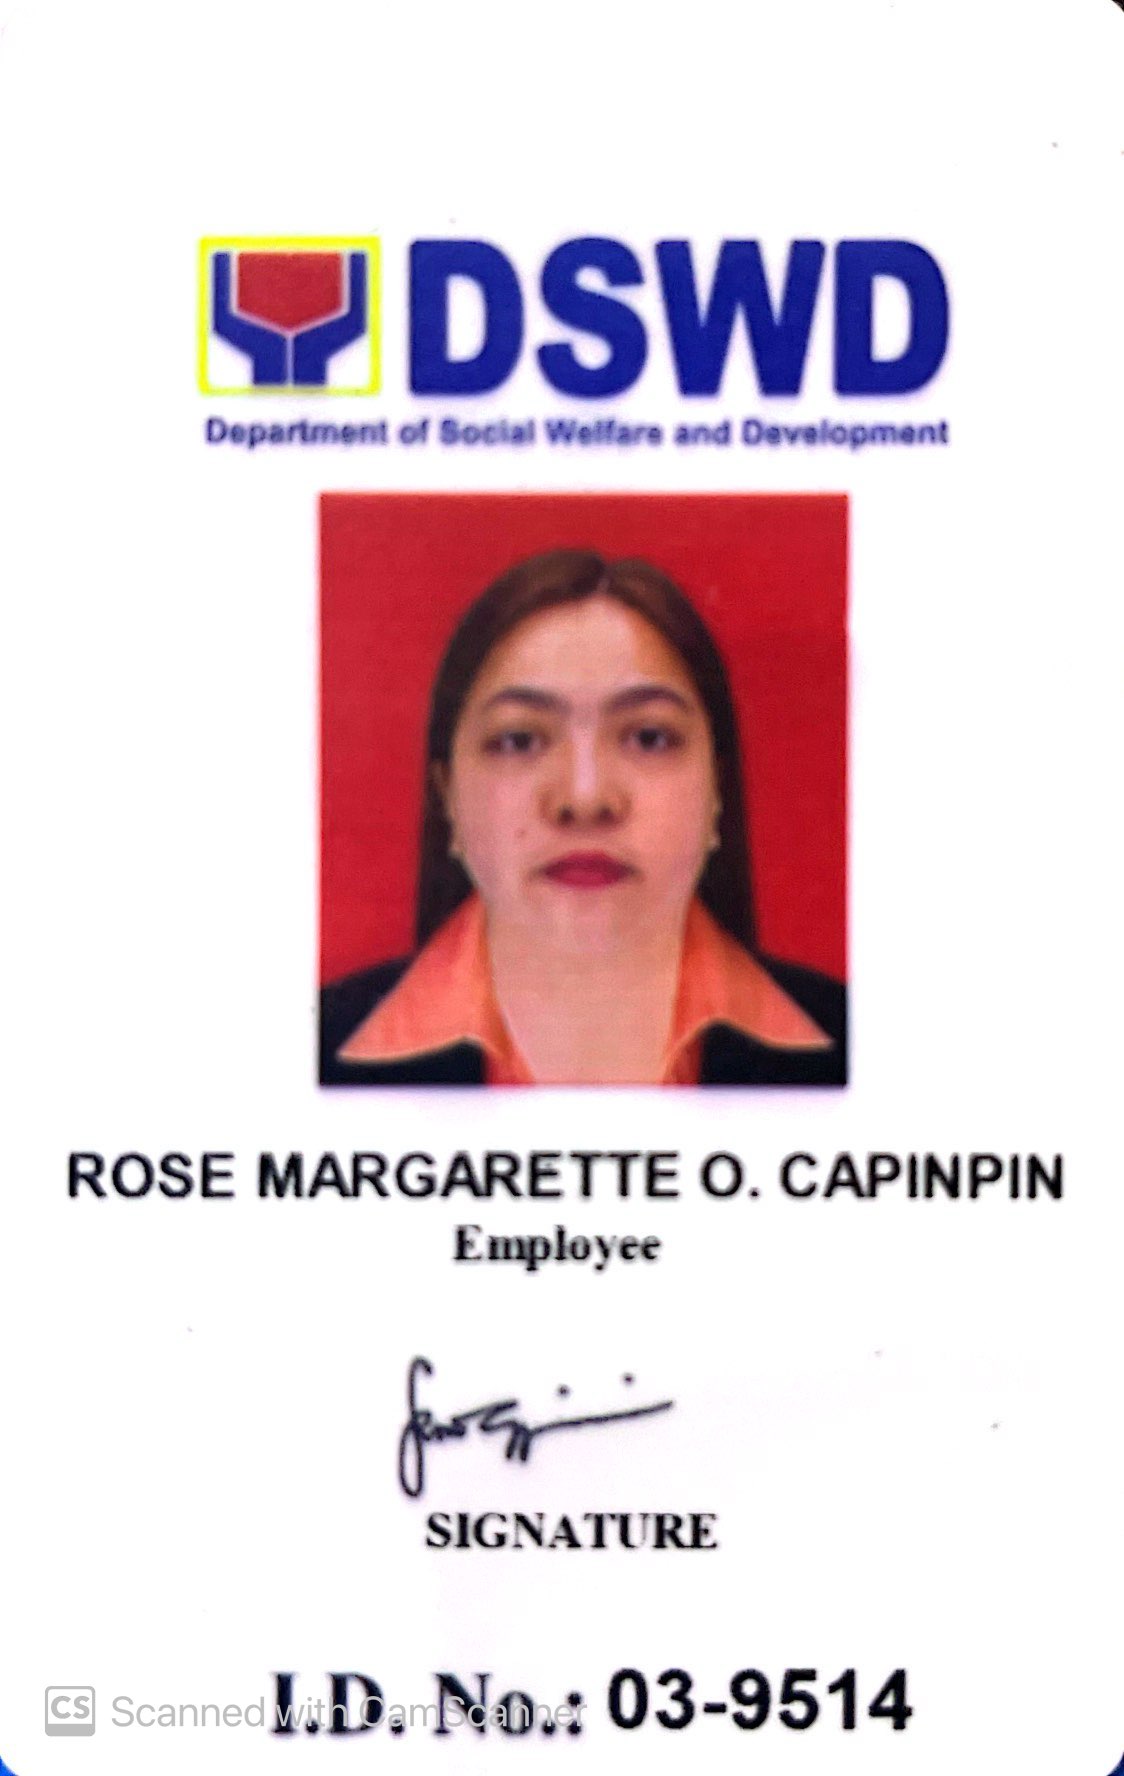 DSWD
Department of Social Welfare and Development
ROSE MARGARETTE O. CAPINPIN
Employee
SIGNATURE
I.D. No.: 03-9514
CS Scanned with CamScanner